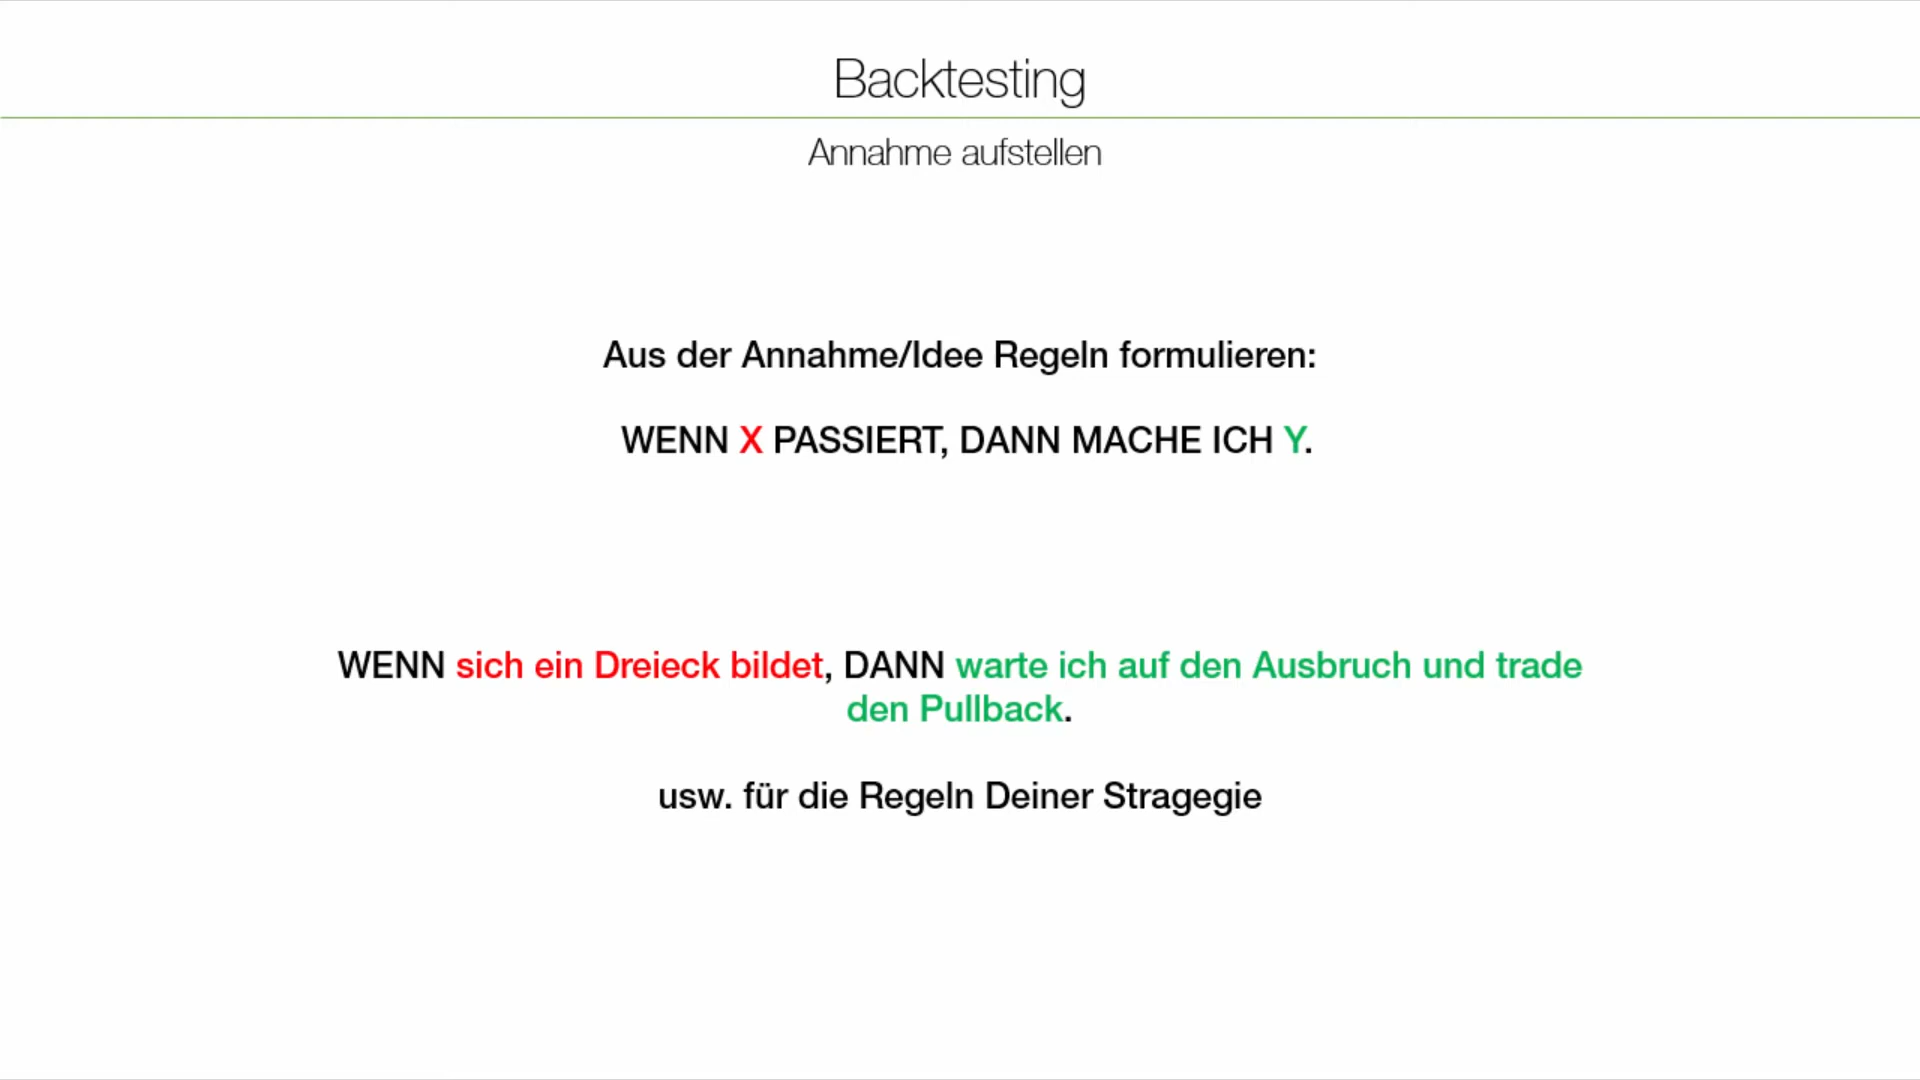 Backtesting
Annahme aufstellen
Aus der Annahme/Idee Regeln formulieren:
WENN X PASSIERT, DANN MACHE ICH Y.
WENN sich ein Dreieck bildet, DANN warte ich auf den Ausbruch und trade
den Pullback.
usw. für die Regeln Deiner Stragegie